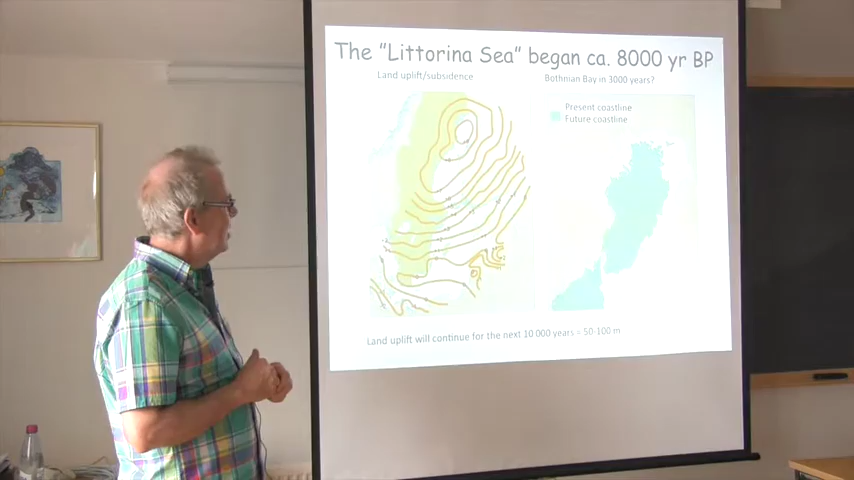 The "Littorina Sea" began ca. 8000 yr BP
Land uplift/subsidence
Bothnian Bay in 3000 years?
Present coastline
Future coastline
Land uplift will continue for the next 10 000 years = 50-100 m